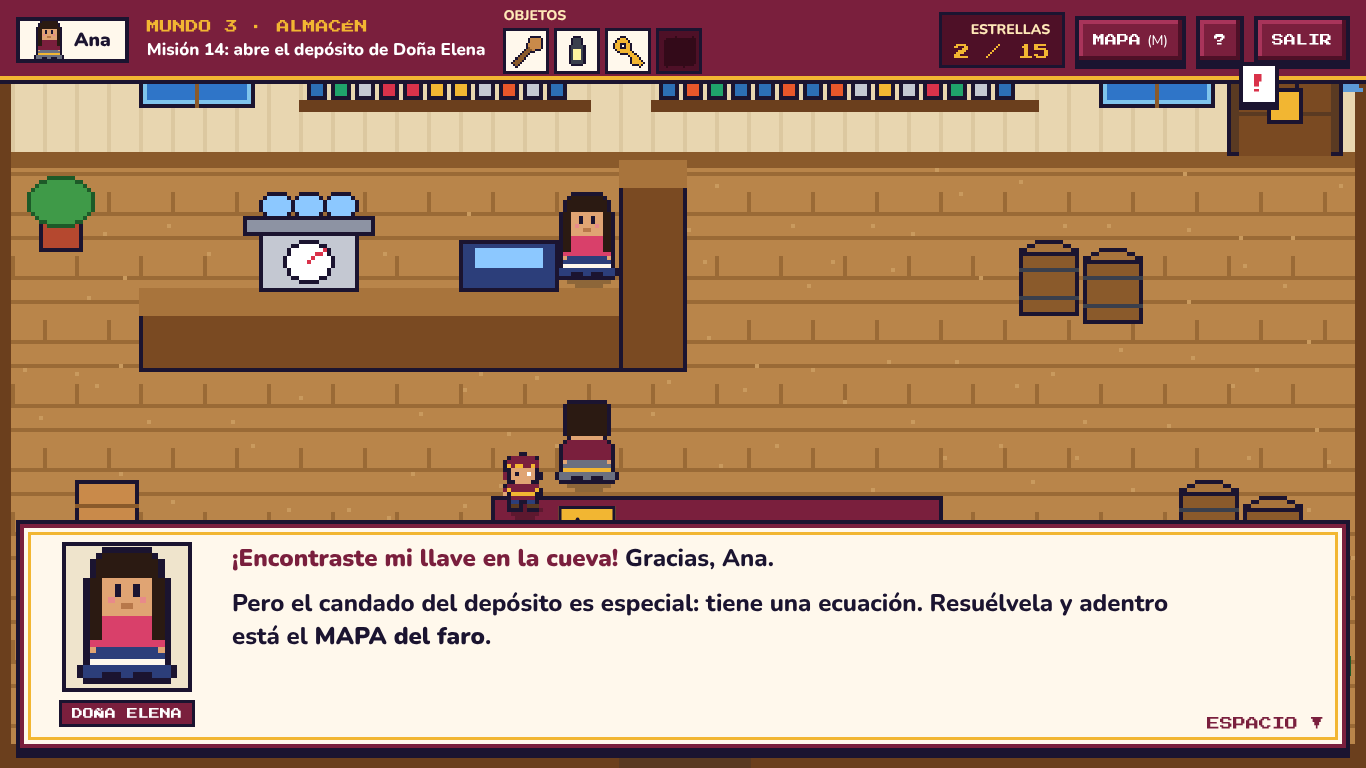 Ana
MUNDO 3 · ALMACÉN
Misión 14: abre el depósito de Doña Elena
OBJETOS
ESTRELLAS
2 / 15
MAPA (M)
?
SALIR
!
¡Encontraste mi llave en la cueva! Gracias, Ana.
Pero el candado del depósito es especial: tiene una ecuación. Resuélvela y adentro
está el MAPA del faro.
DOÑA ELENA
ESPACIO ▼